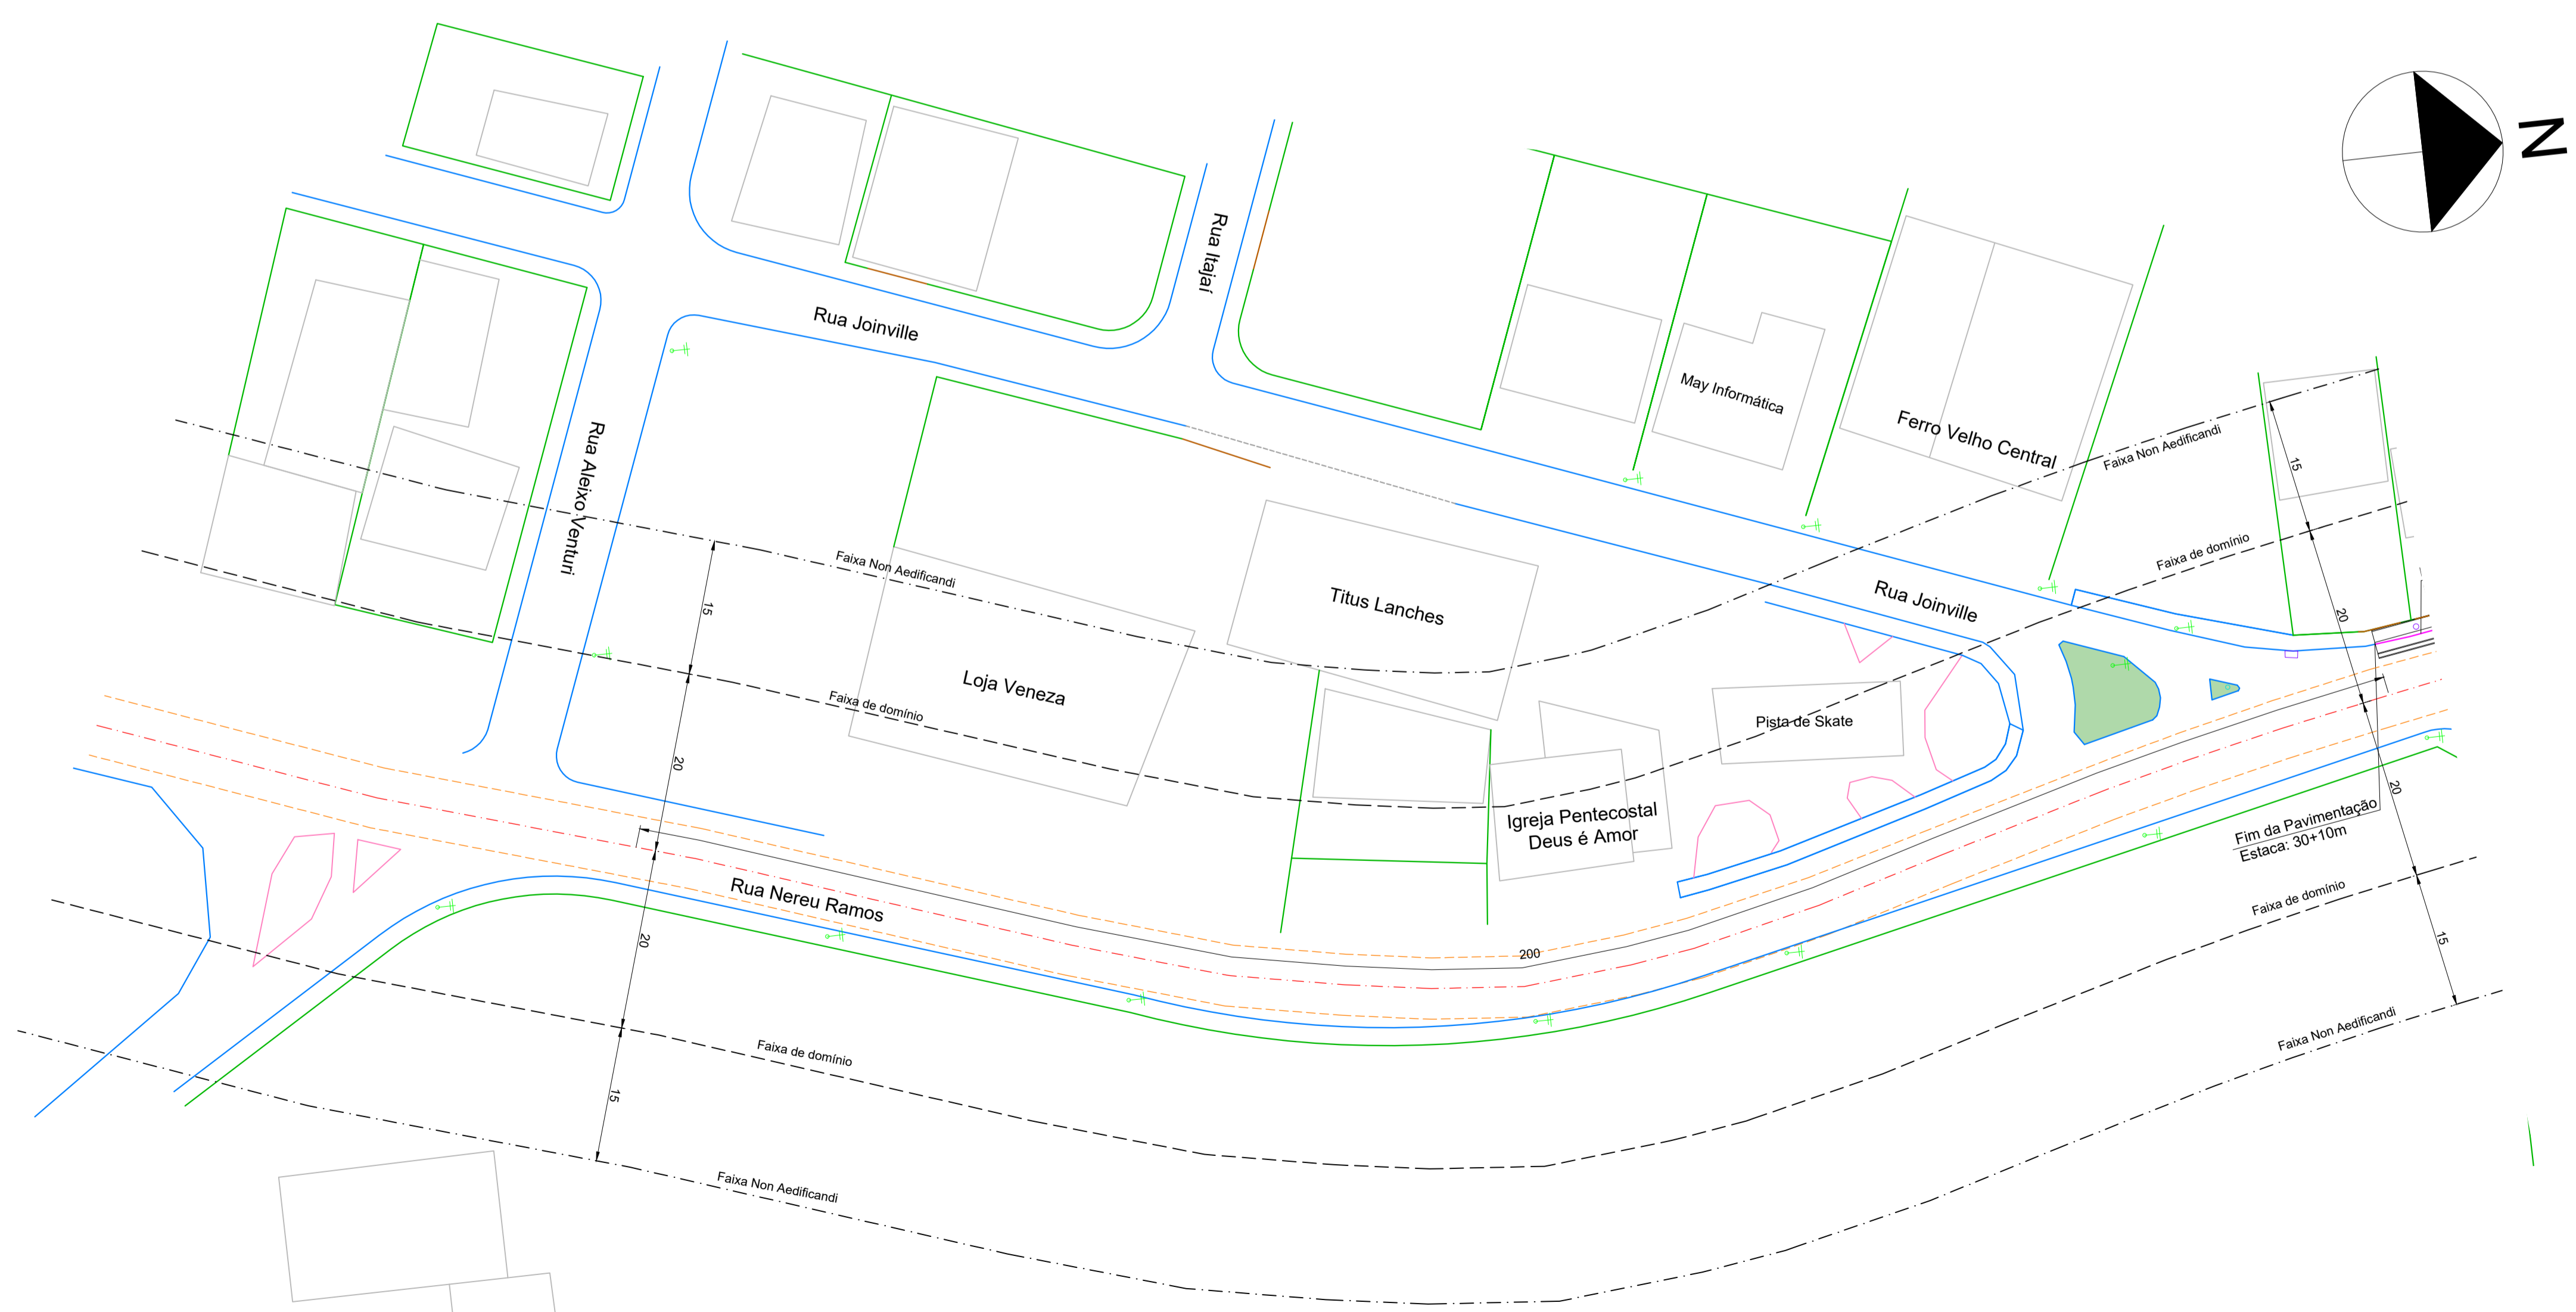 N
Rua Itajaí
Rua Joinville
May Informática
Ferro Velho Central
Faixa Non Aedificandi
15
Rua Aleixo Venturi
Faixa Non Aedificandi
15
Faixa de domínio
Titus Lanches
Rua Joinville
20
Loja Veneza
Faixa de domínio
Pista de Skate
20
Igreja Pentecostal
Deus é Amor
20
Fim da Pavimentação
Estaca: 30+10m
Rua Nereu Ramos
Faixa de domínio
20
200
15
Faixa de domínio
Faixa Non Aedificandi
15
Faixa Non Aedificandi